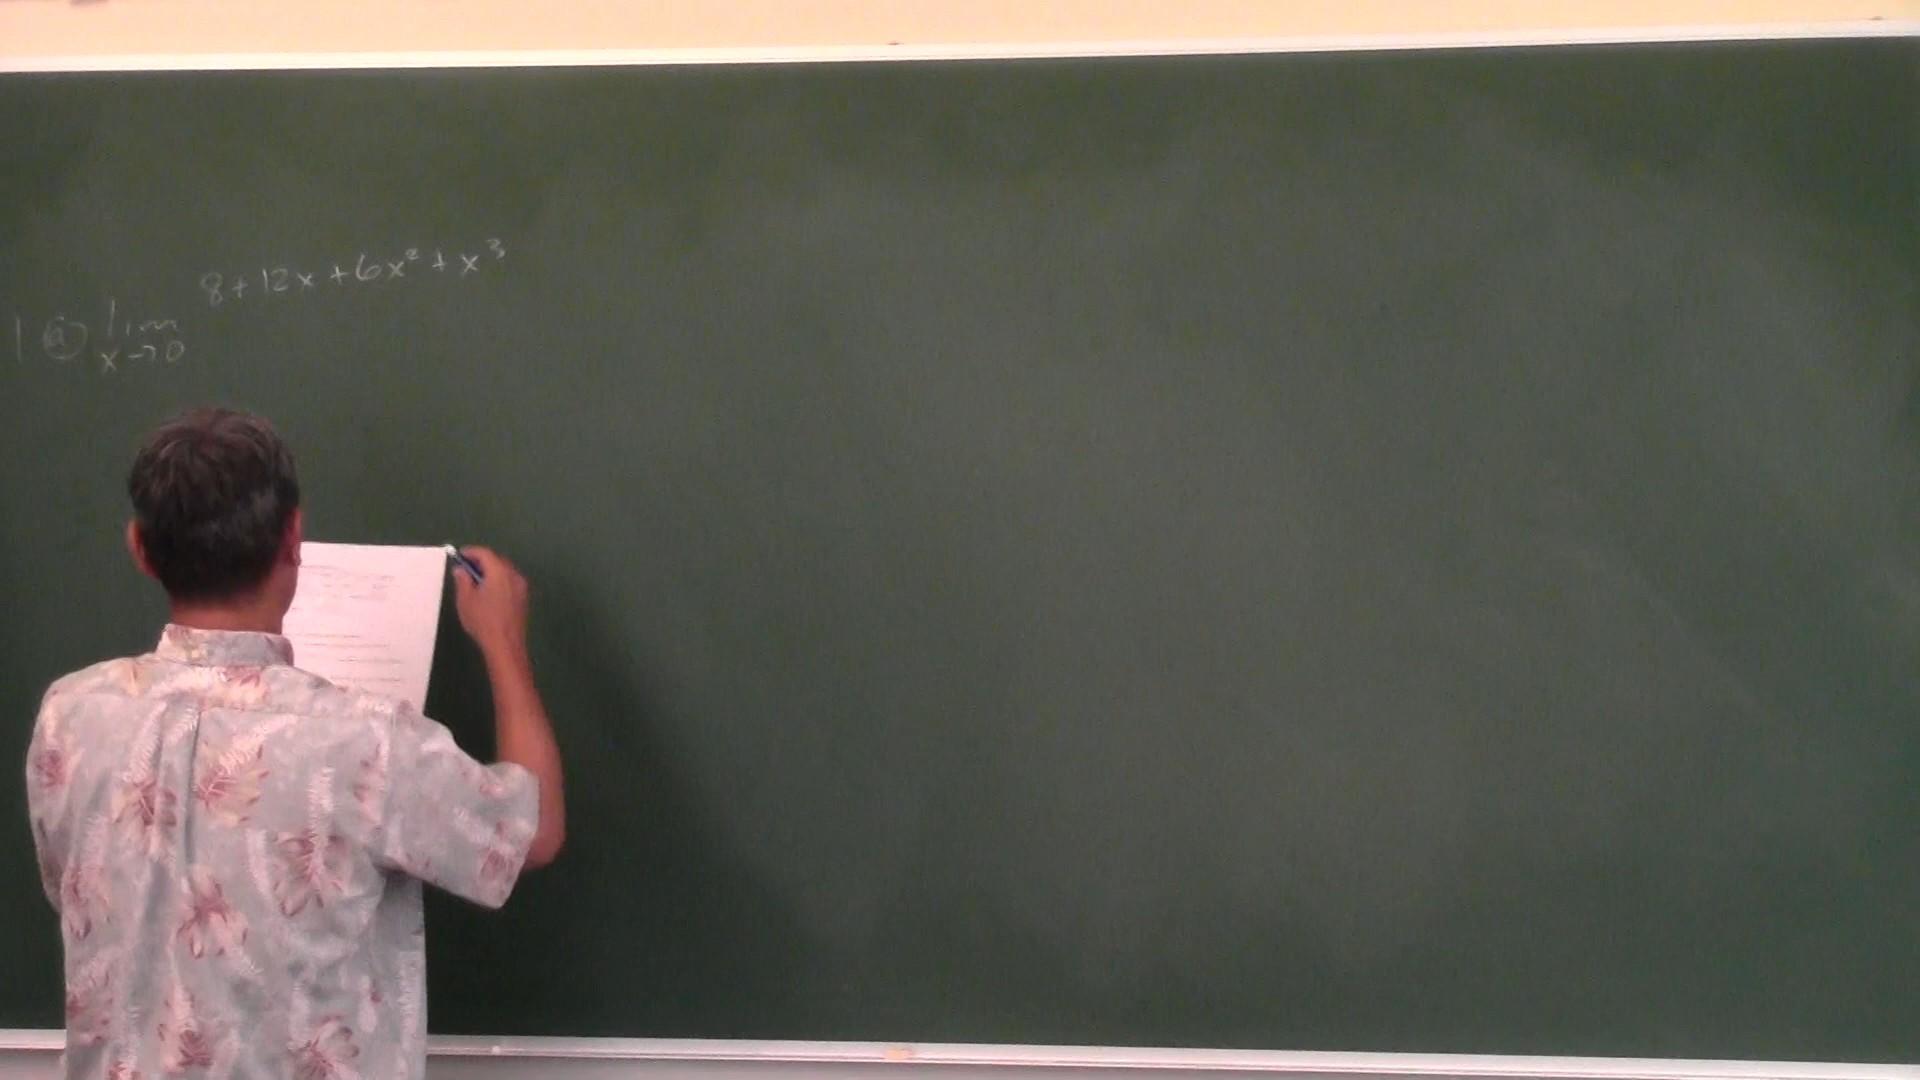 8+12x+6x²+x³
1 ⓐ lim
x→0